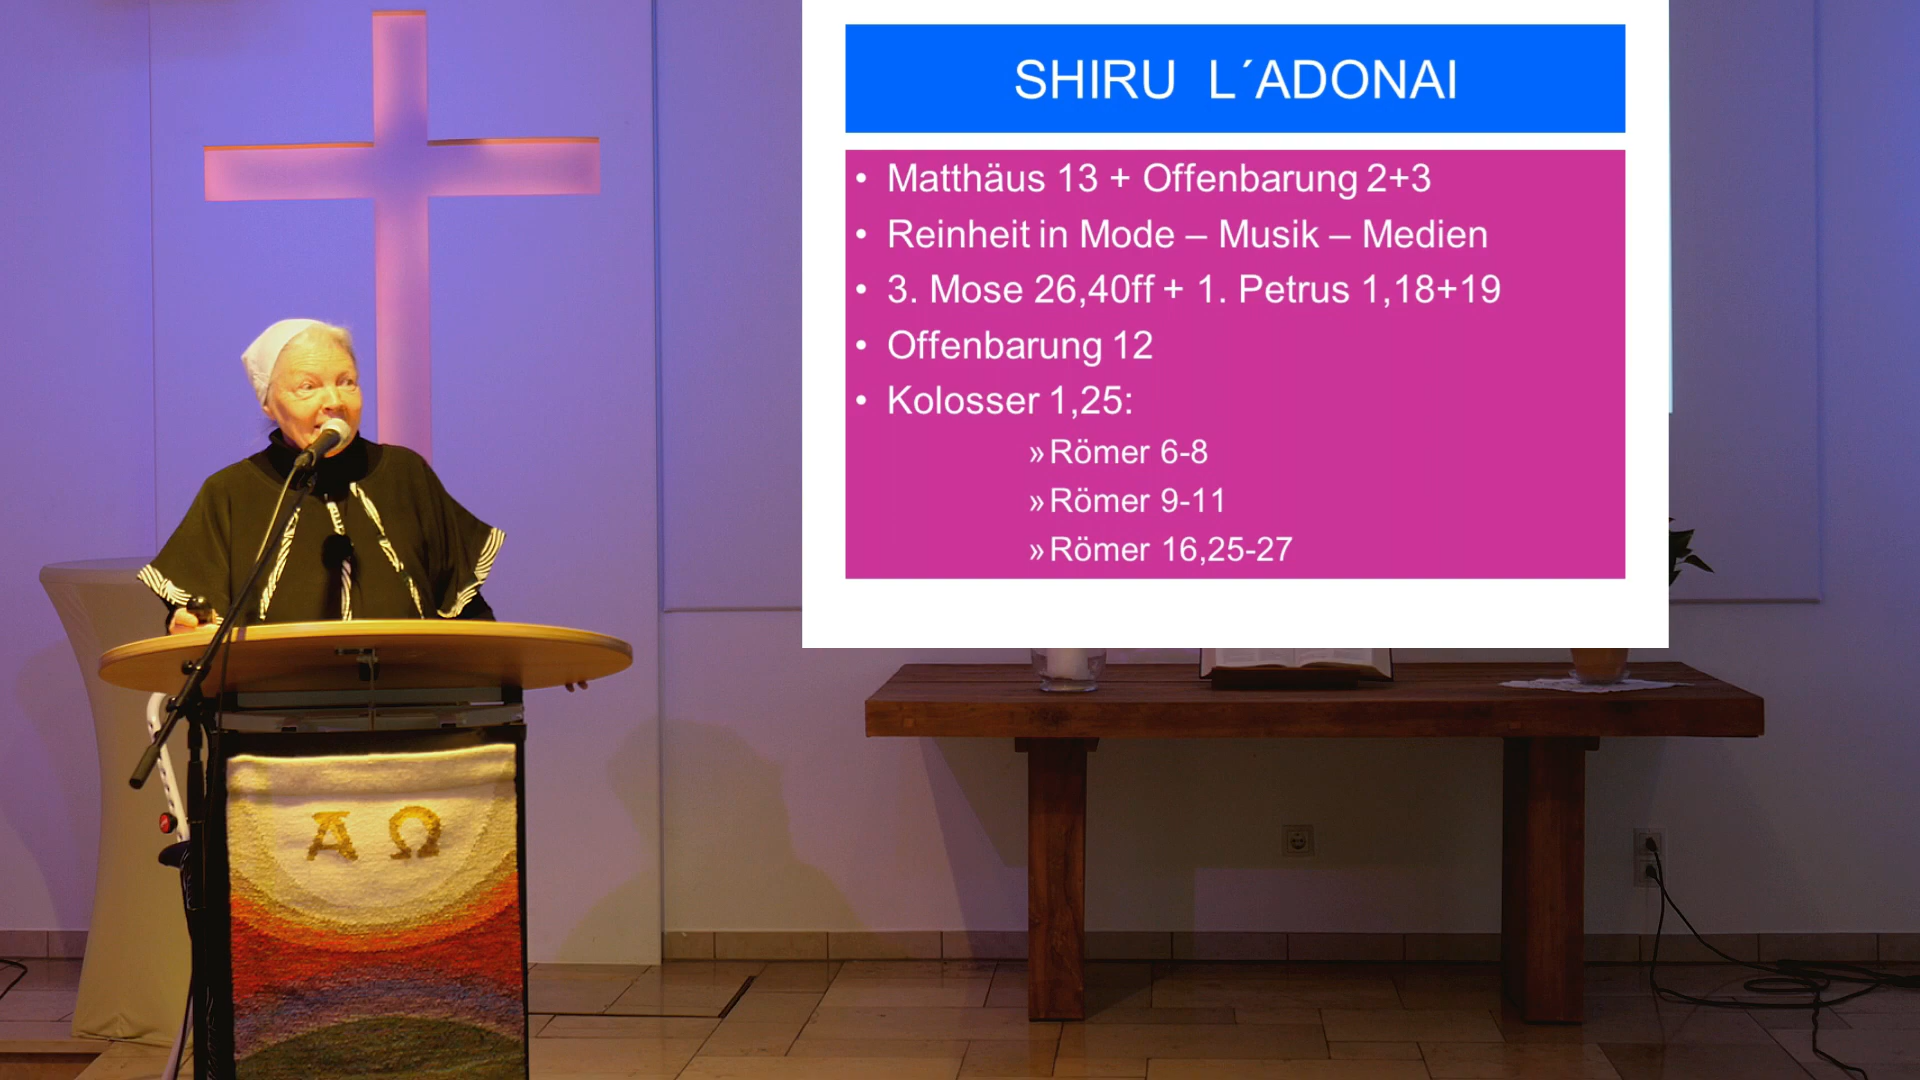 SHIRU L´ADONAI
• Matthäus 13 + Offenbarung 2+3
• Reinheit in Mode – Musik – Medien
• 3. Mose 26,40ff + 1. Petrus 1,18+19
• Offenbarung 12
• Kolosser 1,25:
» Römer 6-8
» Römer 9-11
» Römer 16,25-27
Α Ω